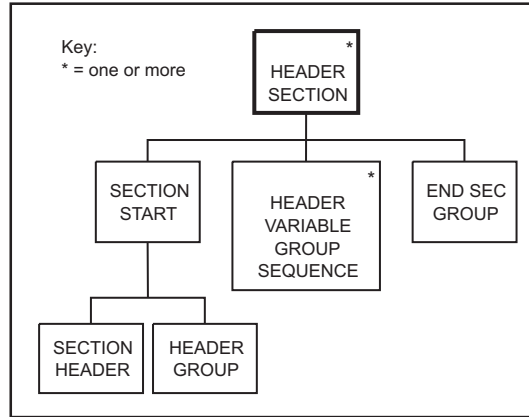 Key:
* = one or more
*
HEADER
SECTION
SECTION
START
*
HEADER
VARIABLE
GROUP
SEQUENCE
END SEC
GROUP
SECTION
HEADER
HEADER
GROUP